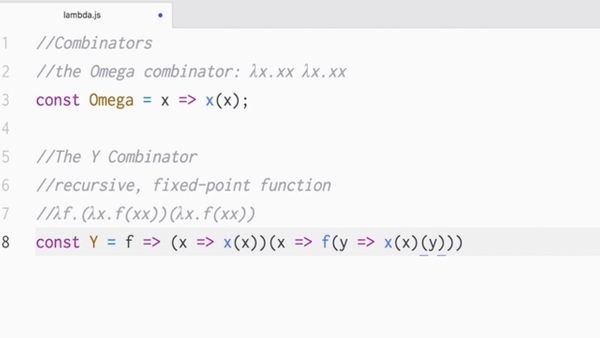 lambda.js
1 //Combinators
2 //the Omega combinator: λx.xx λx.xx
3 const Omega = x => x(x);
4
5 //The Y Combinator
6 //recursive, fixed-point function
7 //λf.(λx.f(xx))(λx.f(xx))
8 const Y = f => (x => x(x))(x => f(y => x(x)(y)))